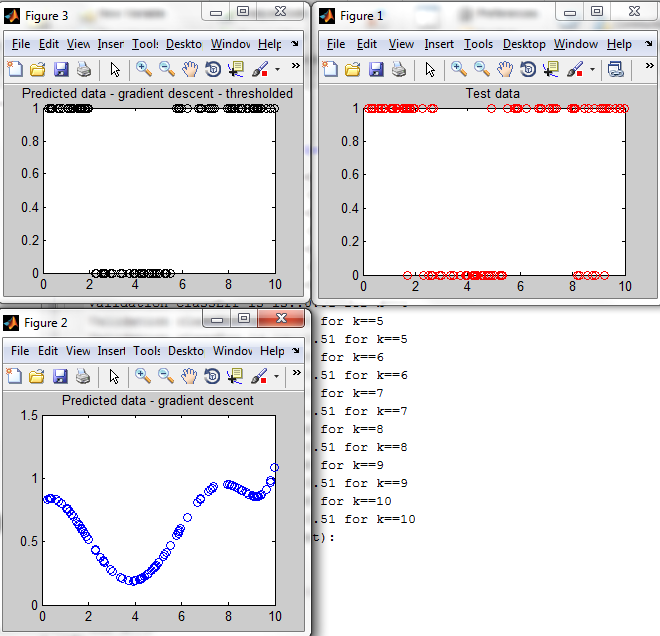 Figure 3
File Edit View Inser Tools Deskto Window Help
Predicted data - gradient descent - thresholded
1
0.8
0.6
0.4
0.2
0
0 2 4 6 8 10
Figure 1
File Edit View Insert Tools Desktop Window Help
Test data
1
0.8
0.6
0.4
0.2
0
0 2 4 6 8 10
for k==5
.51 for k==5
for k==6
.51 for k==6
for k==7
.51 for k==7
for k==8
.51 for k==8
for k==9
.51 for k==9
for k==10
.51 for k==10
t):
Figure 2
File Edit View Insert Tools Deskto Window Help
Predicted data - gradient descent
1.5
1
0.5
0
0 2 4 6 8 10